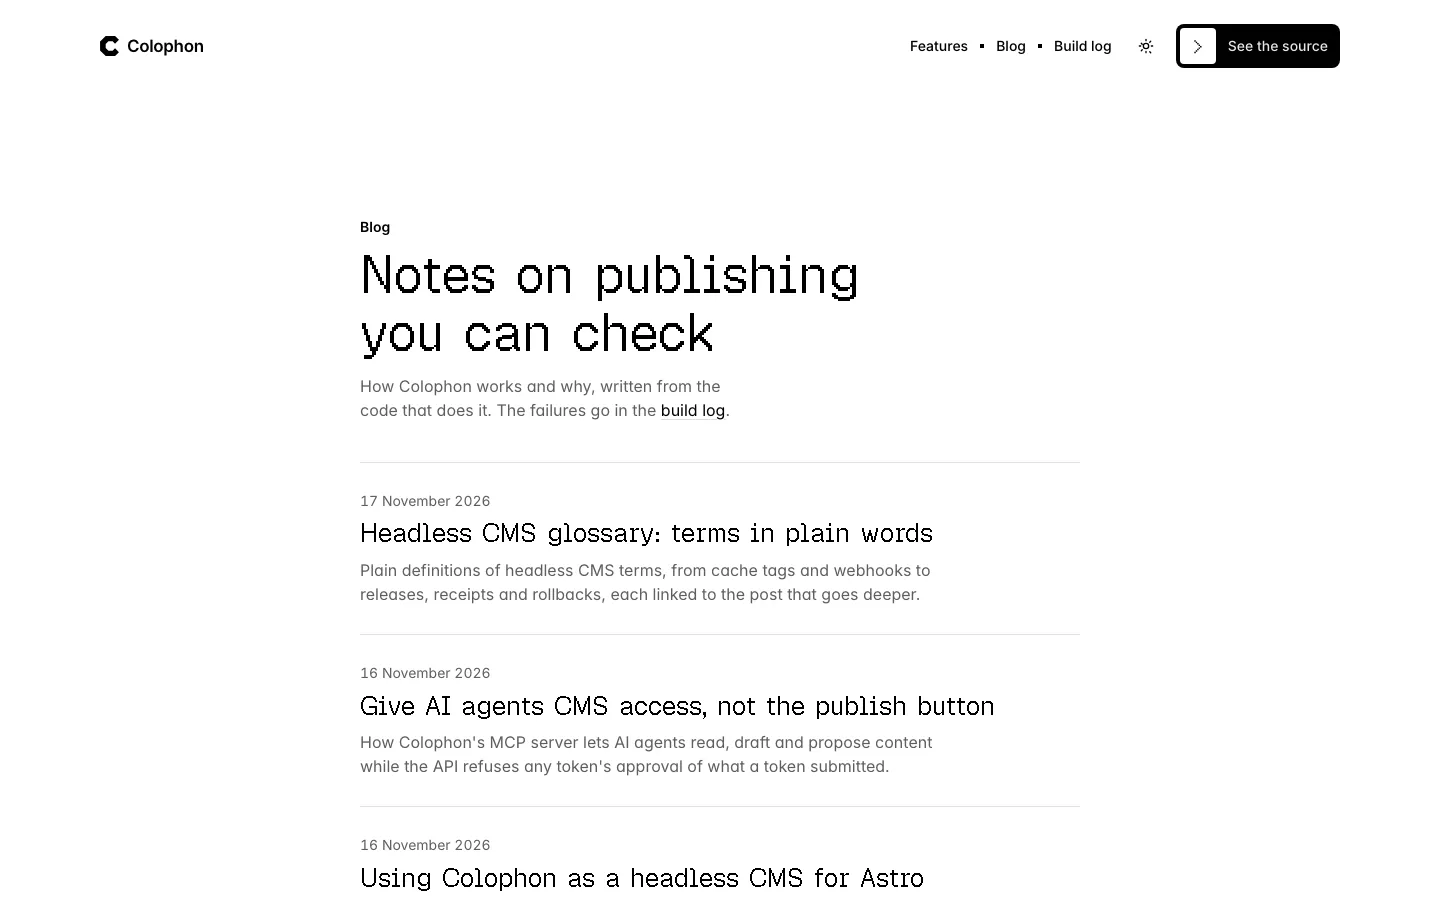 Colophon
Features
Blog
Build log
See the source
Blog
Notes on publishing
you can check
How Colophon works and why, written from the
code that does it. The failures go in the build log.
17 November 2026
Headless CMS glossary: terms in plain words
Plain definitions of headless CMS terms, from cache tags and webhooks to
releases, receipts and rollbacks, each linked to the post that goes deeper.
16 November 2026
Give AI agents CMS access, not the publish button
How Colophon's MCP server lets AI agents read, draft and propose content
while the API refuses any token's approval of what a token submitted.
16 November 2026
Using Colophon as a headless CMS for Astro